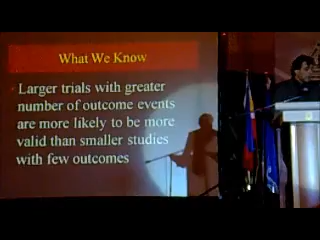 What We Know
· Larger trials with greater
number of outcome events
are more likely to be more
valid than smaller studies
with few outcomes